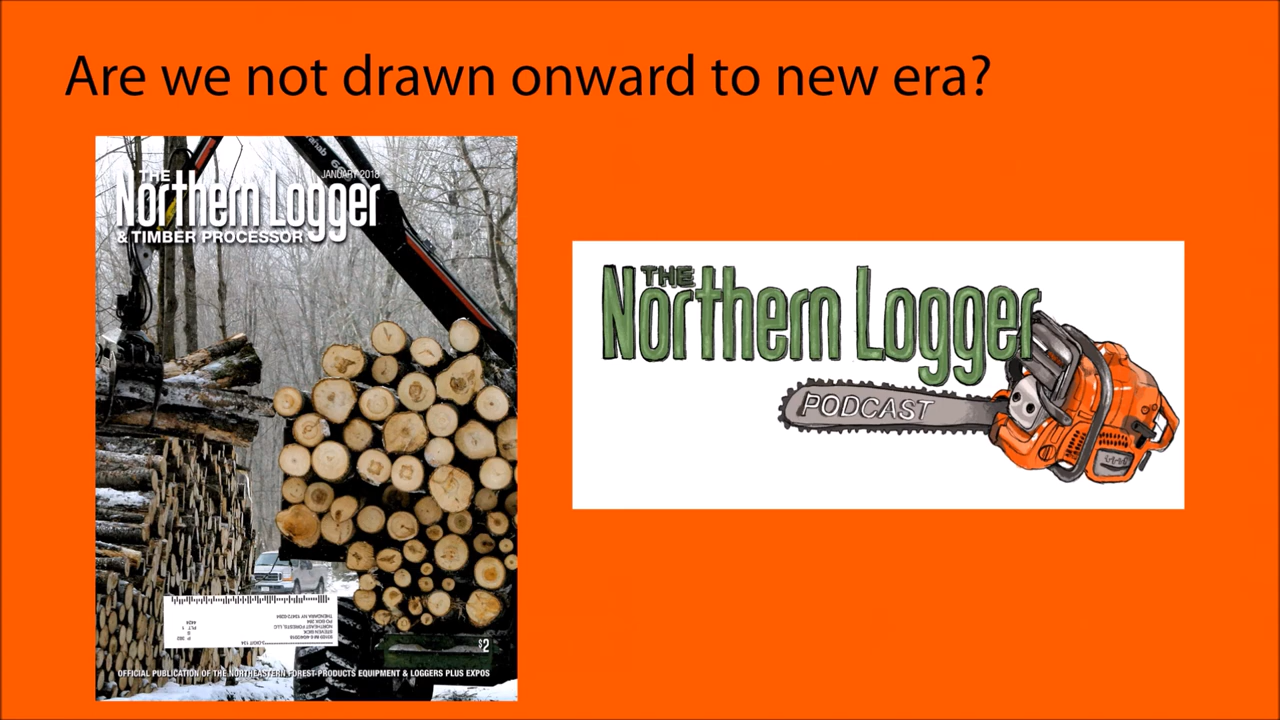 Are we not drawn onward to new era?
JANUARY 2018
THE
Northern Logger
& TIMBER PROCESSOR
$2
OFFICIAL PUBLICATION OF THE NORTHEASTERN FOREST-PRODUCTS EQUIPMENT & LOGGERS PLUS EXPOS
THE
Northern Logger
PODCAST